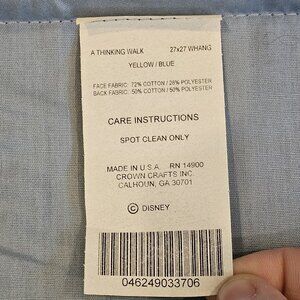 A THINKING WALK 27x27 WHANG
YELLOW / BLUE
FACE FABRIC: 72% COTTON / 28% POLYESTER
BACK FABRIC: 50% COTTON / 50% POLYESTER
CARE INSTRUCTIONS
SPOT CLEAN ONLY
MADE IN U.S.A. RN 14900
CROWN CRAFTS INC.
CALHOUN, GA 30701
© DISNEY
046249033706